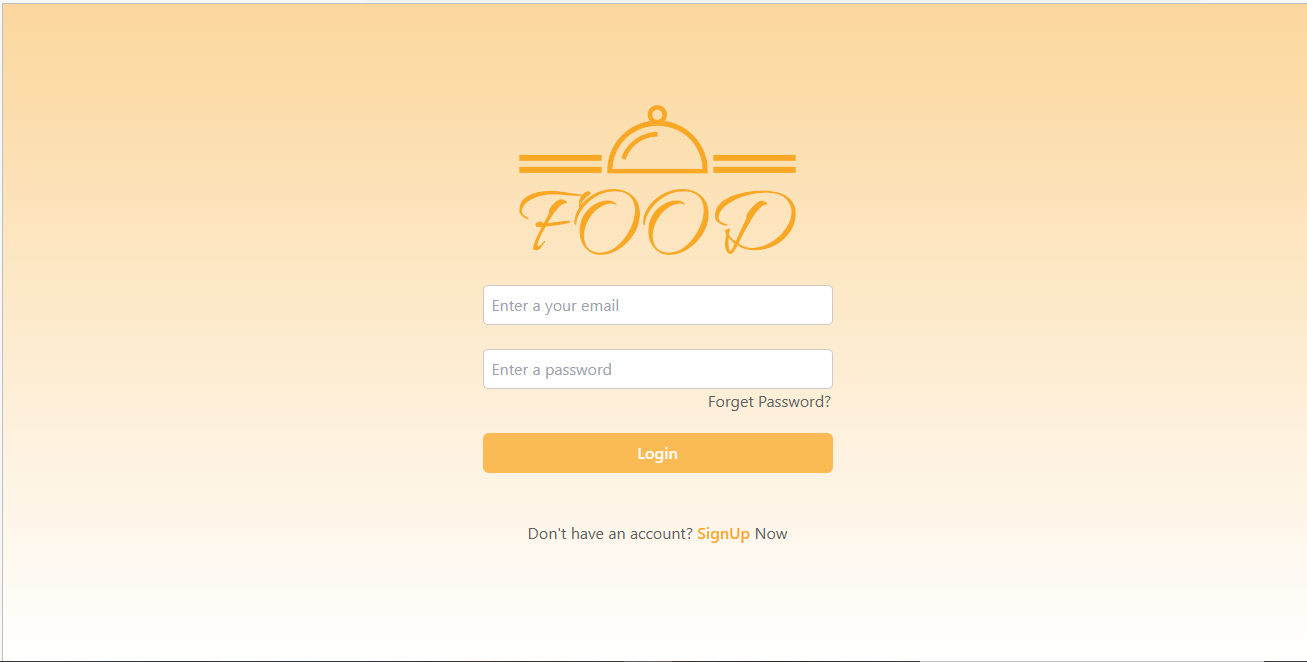 FOOD
Enter a your email
Enter a password
Forget Password?
Login
Don't have an account? SignUp Now